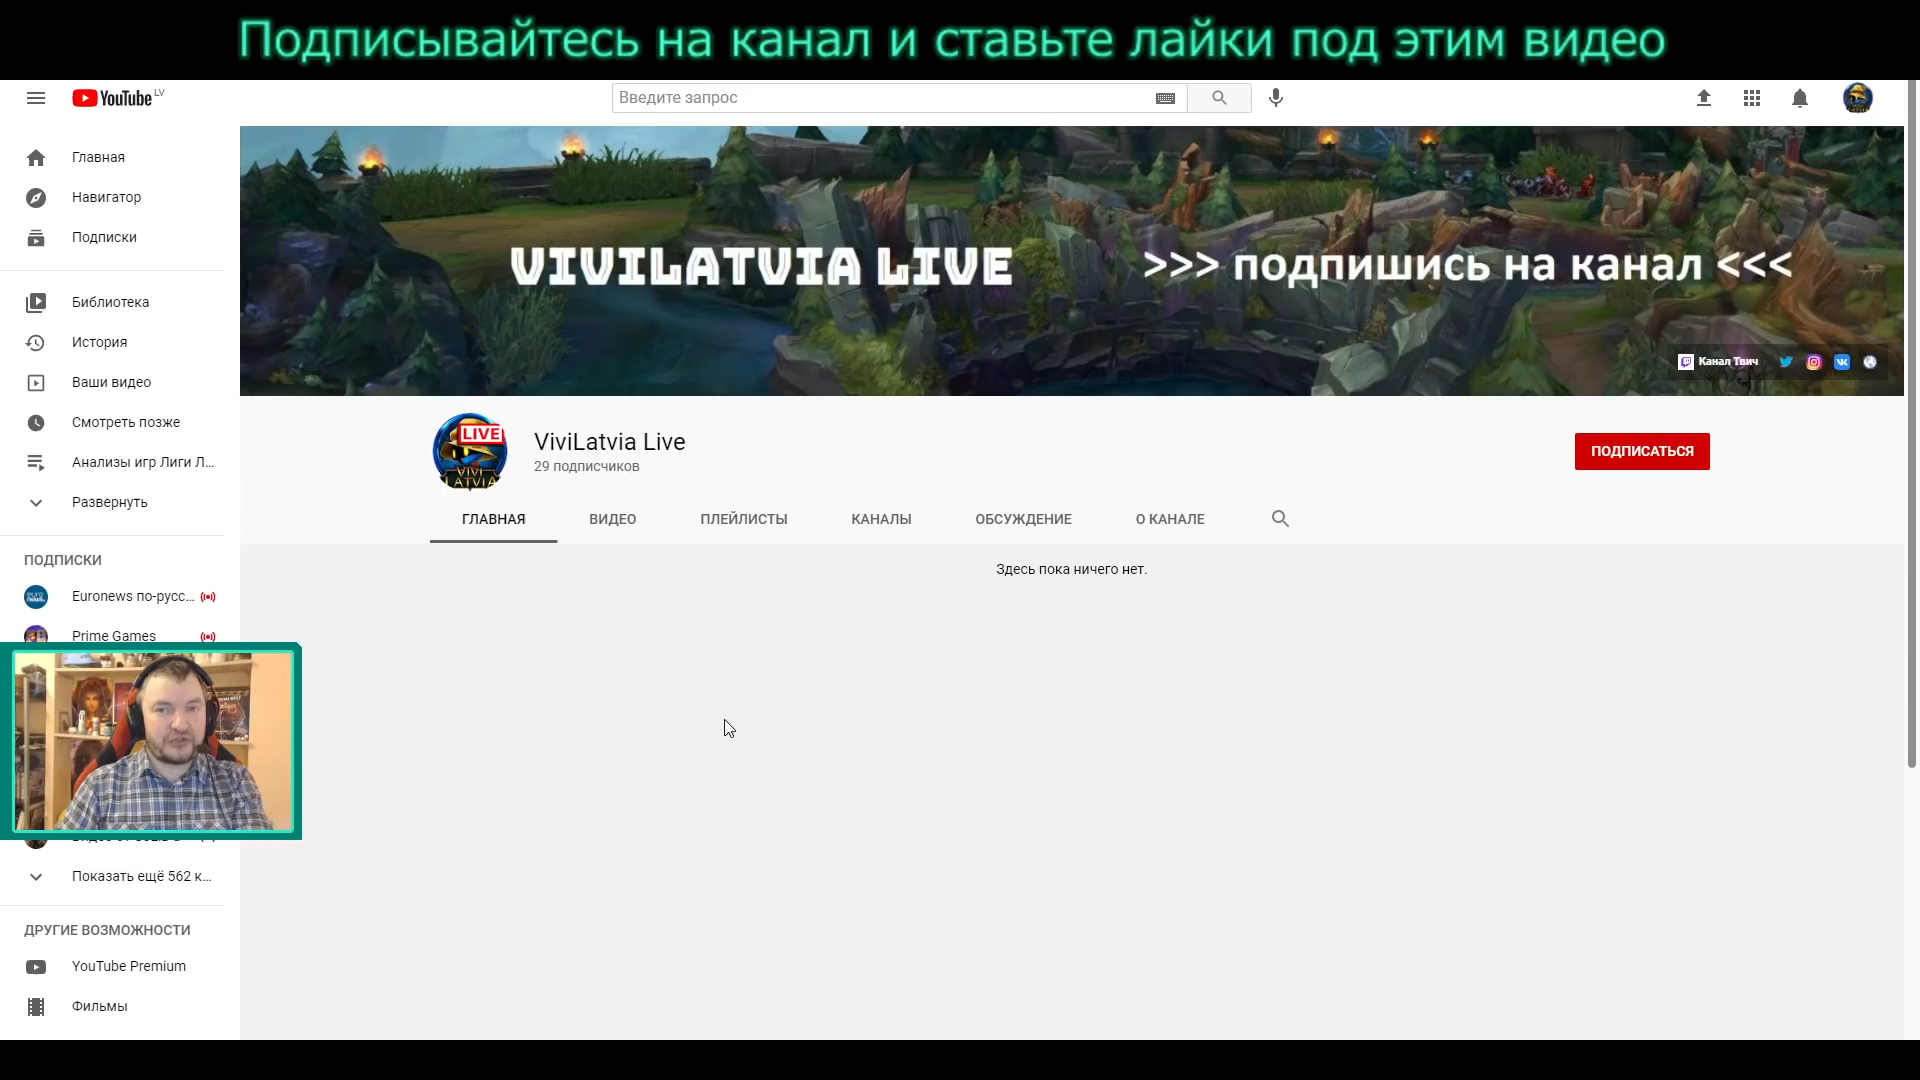 Подписывайтесь на канал и ставьте лайки под этим видео
YouTube LV
Введите запрос
Главная
Навигатор
Подписки
Библиотека
История
Ваши видео
Смотреть позже
Анализы игр Лиги Л...
Развернуть
ПОДПИСКИ
Euronews по-русс...
Prime Games
Показать ещё 562 к...
ДРУГИЕ ВОЗМОЖНОСТИ
YouTube Premium
Фильмы
VIVILATVIA LIVE
>>> подпишись на канал <<<
Канал Твич
LIVE
VIVI
LATVIA
ViviLatvia Live
29 подписчиков
ПОДПИСАТЬСЯ
ГЛАВНАЯ
ВИДЕО
ПЛЕЙЛИСТЫ
КАНАЛЫ
ОБСУЖДЕНИЕ
О КАНАЛЕ
Здесь пока ничего нет.